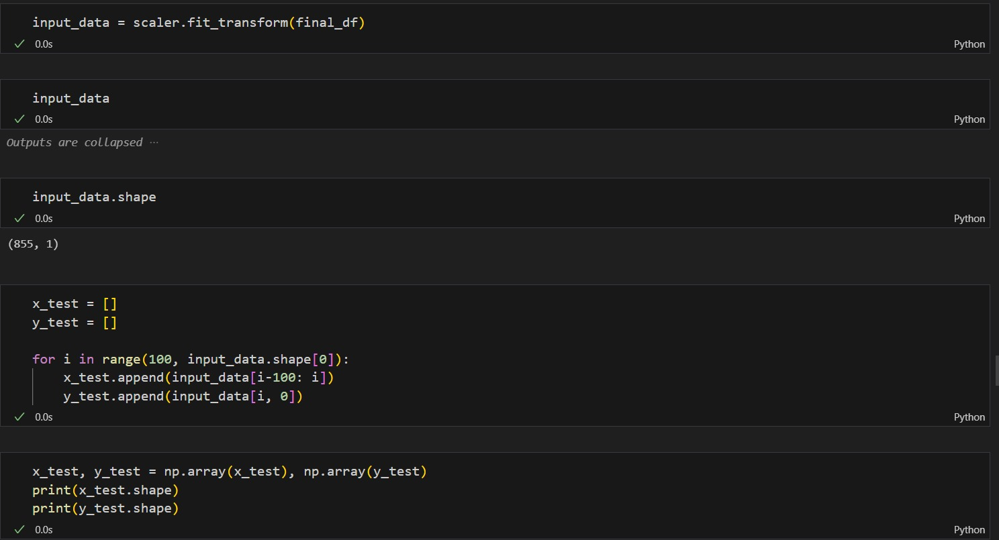 input_data = scaler.fit_transform(final_df)
0.0s
Python
input_data
0.0s
Python
Outputs are collapsed ...
input_data.shape
0.0s
Python
(855, 1)
x_test = []
y_test = []
for i in range(100, input_data.shape[0]):
    x_test.append(input_data[i-100: i])
    y_test.append(input_data[i, 0])
0.0s
Python
x_test, y_test = np.array(x_test), np.array(y_test)
print(x_test.shape)
print(y_test.shape)
0.0s
Python